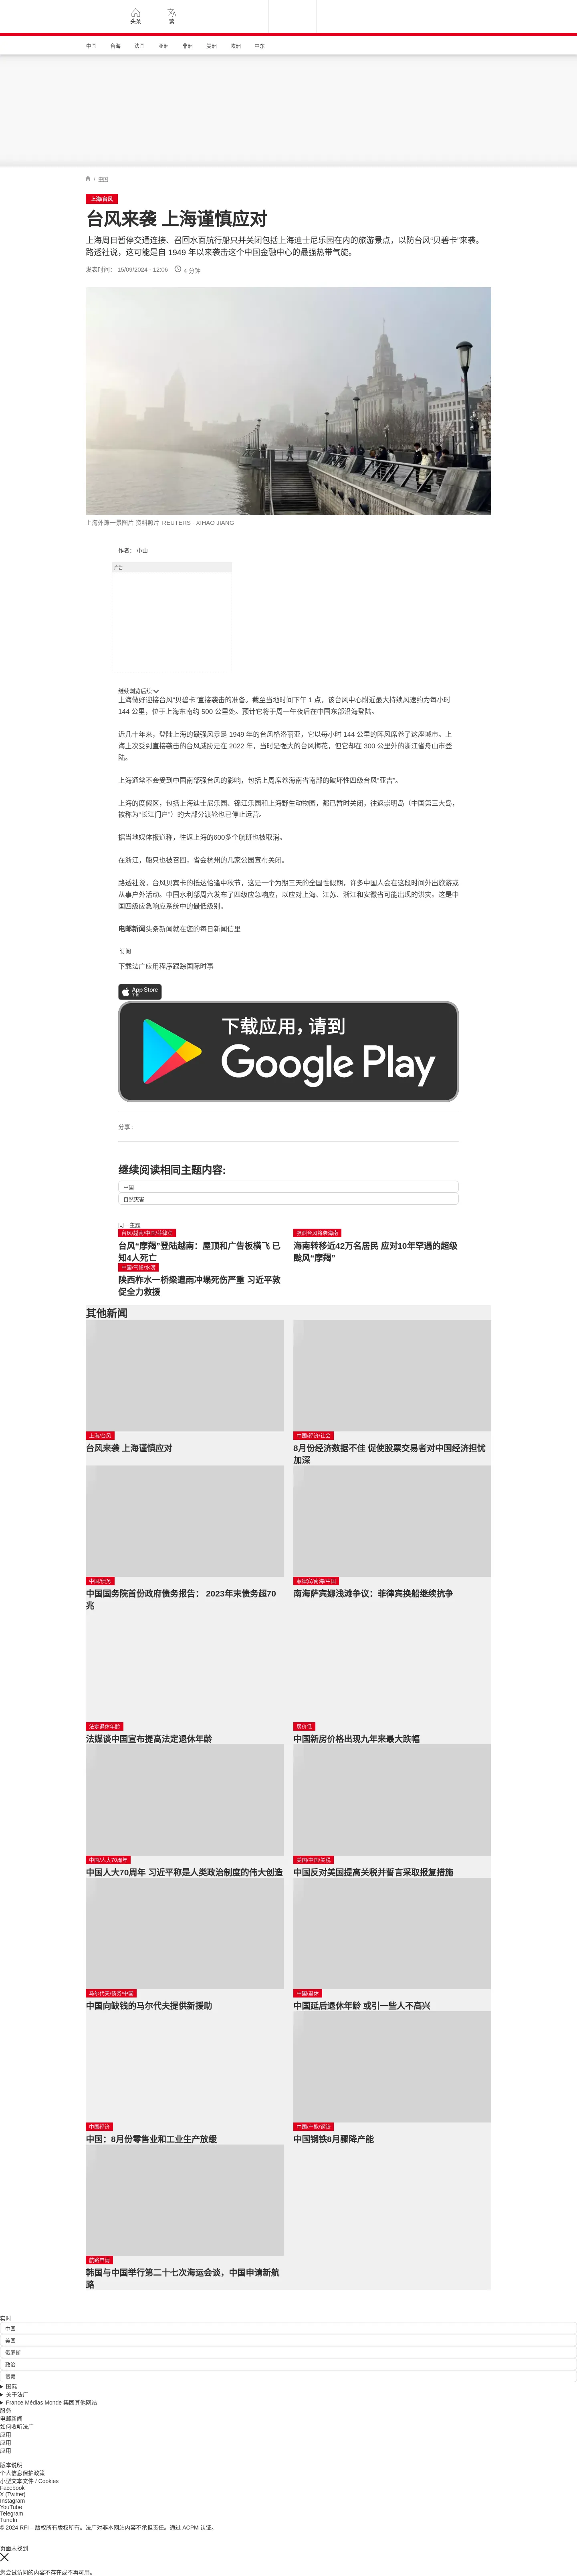 头条
繁
中国
台海
法国
亚洲
非洲
美洲
欧洲
中东
/ 中国
上海/台风
台风来袭 上海谨慎应对
上海周日暂停交通连接、召回水面航行船只并关闭包括上海迪士尼乐园在内的旅游景点，以防台风“贝碧卡”来袭。
路透社说，这可能是自 1949 年以来袭击这个中国金融中心的最强热带气旋。
发表时间： 15/09/2024 - 12:06
4 分钟
上海外滩一景图片 资料照片 REUTERS - XIHAO JIANG
作者： 小山
广告
继续浏览后续
上海做好迎接台风“贝碧卡”直接袭击的准备。截至当地时间下午 1 点，该台风中心附近最大持续风速约为每小时
144 公里，位于上海东南约 500 公里处。预计它将于周一午夜后在中国东部沿海登陆。
近几十年来，登陆上海的最强风暴是 1949 年的台风格洛丽亚，它以每小时 144 公里的阵风席卷了这座城市。上
海上次受到直接袭击的台风威胁是在 2022 年，当时是强大的台风梅花，但它却在 300 公里外的浙江省舟山市登
陆。
上海通常不会受到中国南部强台风的影响，包括上周席卷海南省南部的破坏性四级台风“亚吉”。
上海的度假区，包括上海迪士尼乐园、锦江乐园和上海野生动物园，都已暂时关闭，往返崇明岛（中国第三大岛，
被称为“长江门户”）的大部分渡轮也已停止运营。
据当地媒体报道称，往返上海的600多个航班也被取消。
在浙江，船只也被召回，省会杭州的几家公园宣布关闭。
路透社说，台风贝宾卡的抵达恰逢中秋节，这是一个为期三天的全国性假期，许多中国人会在这段时间外出旅游或
从事户外活动。中国水利部周六发布了四级应急响应，以应对上海、江苏、浙江和安徽省可能出现的洪灾。这是中
国四级应急响应系统中的最低级别。
电邮新闻头条新闻就在您的每日新闻信里
订阅
下载法广应用程序跟踪国际时事
App Store
下载
下载应用，请到
Google Play
分享 :
继续阅读相同主题内容:
中国
自然灾害
同一主题
台风/越南/中国/菲律宾
台风“摩羯”登陆越南：屋顶和广告板横飞 已
知4人死亡
强烈台风将袭海南
海南转移近42万名居民 应对10年罕遇的超级
颱风“摩羯”
中国/气候/水涝
陕西柞水一桥梁遭雨冲塌死伤严重 习近平敦
促全力救援
其他新闻
上海/台风
台风来袭 上海谨慎应对
中国/经济/社会
8月份经济数据不佳 促使股票交易者对中国经济担忧
加深
中国/债务
中国国务院首份政府债务报告： 2023年末债务超70
兆
菲律宾/南海/中国
南海萨宾娜浅滩争议：菲律宾换船继续抗争
法定退休年龄
法媒谈中国宣布提高法定退休年龄
房价低
中国新房价格出现九年来最大跌幅
中国/人大70周年
中国人大70周年 习近平称是人类政治制度的伟大创造
美国/中国/关税
中国反对美国提高关税并誓言采取报复措施
马尔代夫/债务/中国
中国向缺钱的马尔代夫提供新援助
中国/退休
中国延后退休年龄 或引一些人不高兴
中国经济
中国：8月份零售业和工业生产放缓
中国/产能/钢铁
中国钢铁8月骤降产能
航路申请
韩国与中国举行第二十七次海运会谈，中国申请新航
路
实时
中国
美国
俄罗斯
政治
贸易
国际
关于法广
France Médias Monde 集团其他网站
服务
电邮新闻
如何收听法广
应用
应用
应用
版本说明
个人信息保护政策
小型文本文件 / Cookies
Facebook
X (Twitter)
Instagram
YouTube
Telegram
TuneIn
© 2024 RFI – 版权所有版权所有。法广对非本网站内容不承担责任。通过 ACPM 认证。
页面未找到
您尝试访问的内容不存在或不再可用。